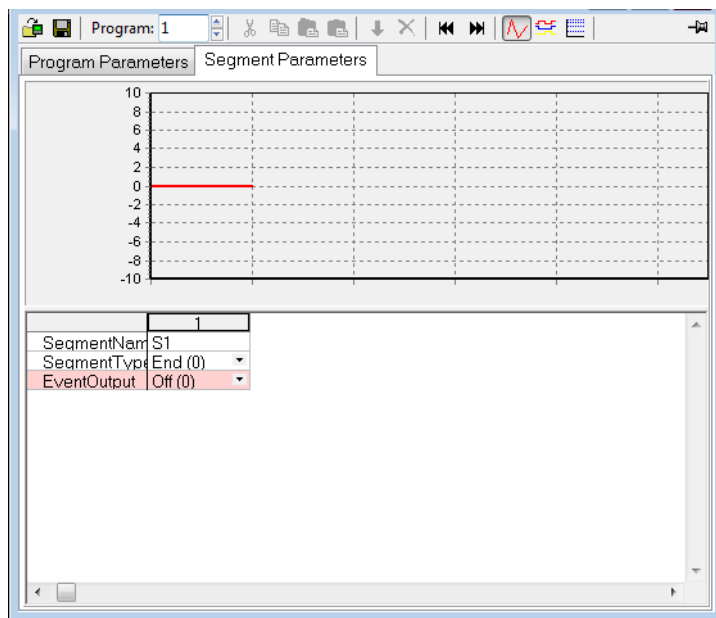 Program: 1
Program Parameters Segment Parameters
10
8
6
4
2
0
-2
-4
-6
-8
-10
1
SegmentNam S1
SegmentType End (0)
EventOutput Off (0)